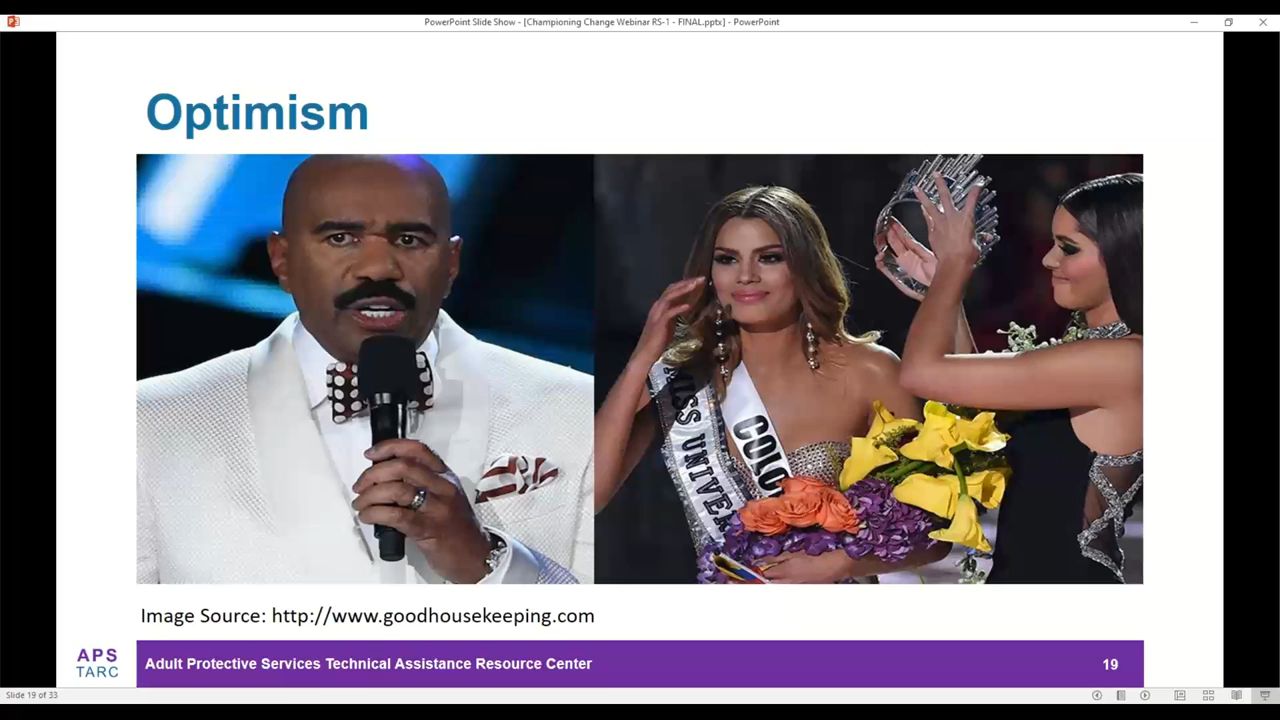 PowerPoint Slide Show - [Championing Change Webinar RS-1 - FINAL.pptx] - PowerPoint
Optimism
MISS UNIVER
COLO
Image Source: http://www.goodhousekeeping.com
APS
TARC
Adult Protective Services Technical Assistance Resource Center
19
Slide 19 of 33